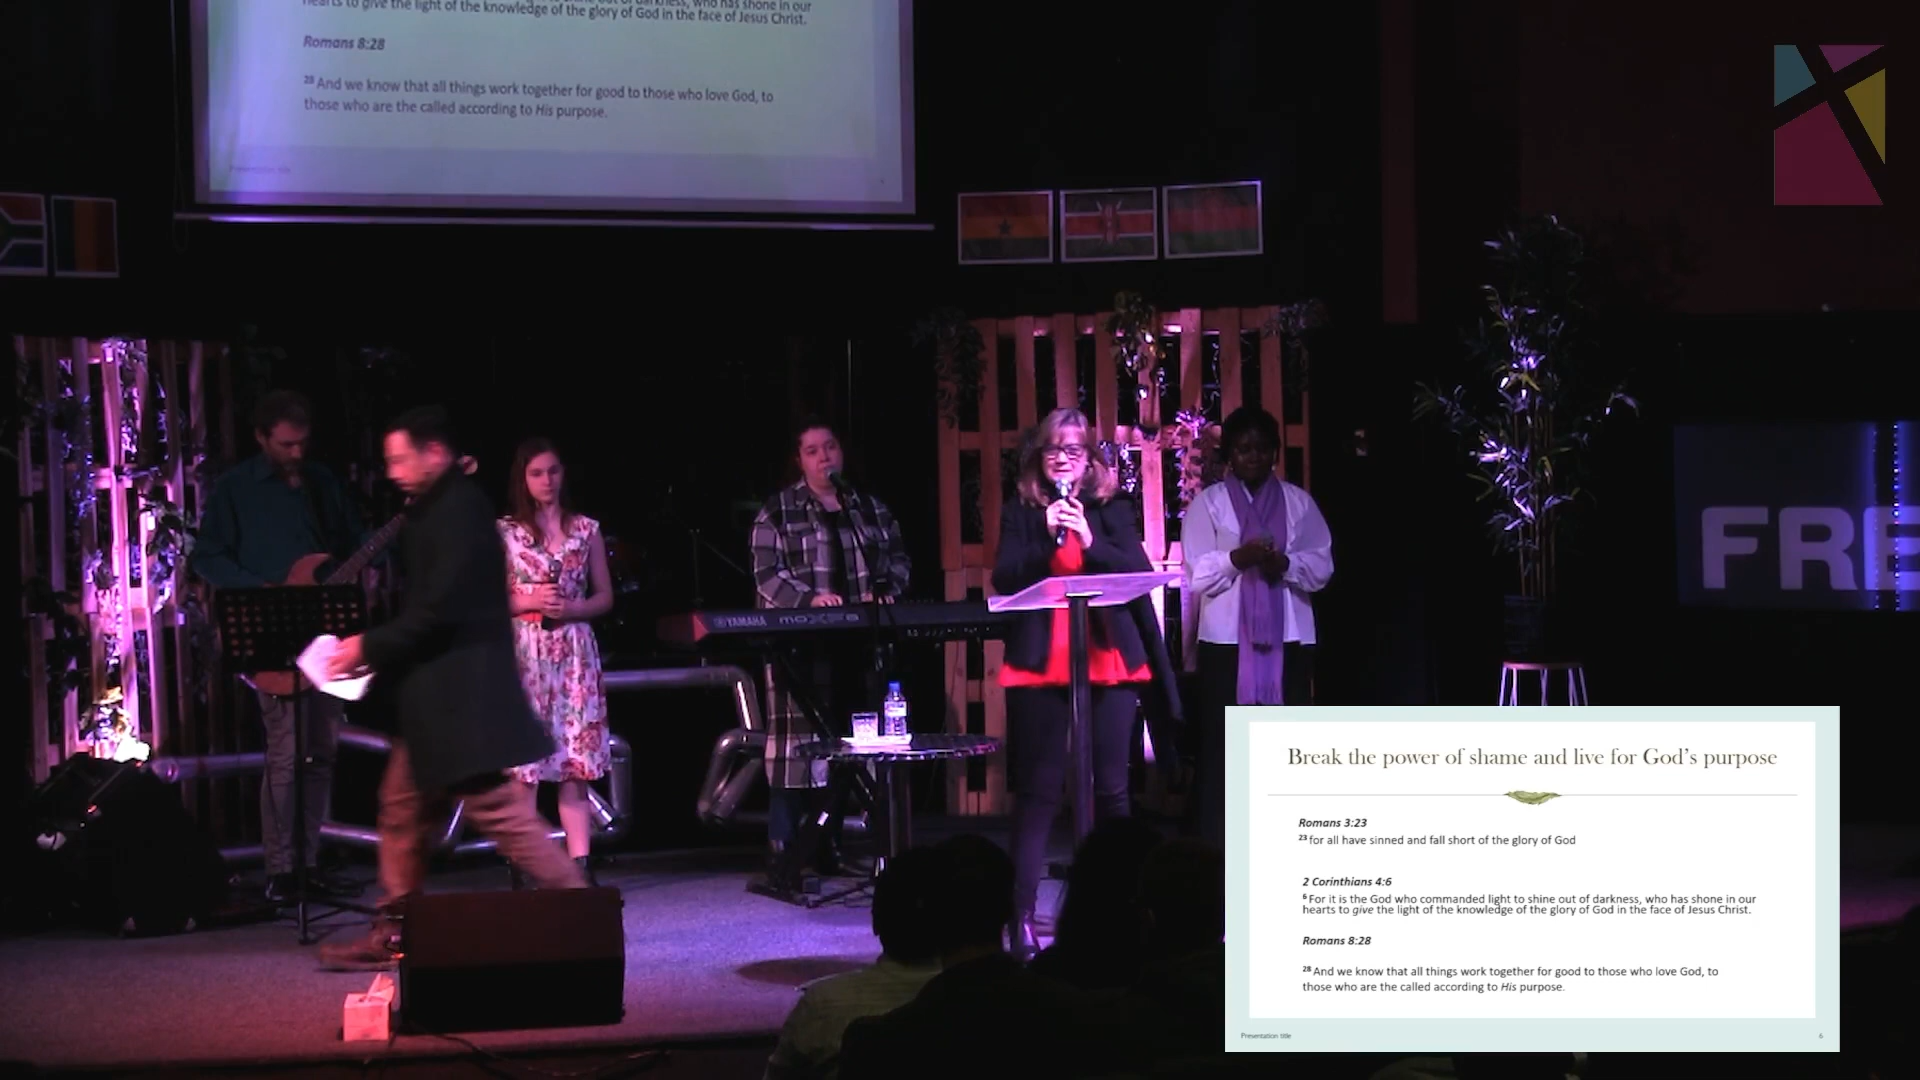 hearts to give the light of the knowledge of the glory of God in the face of Jesus Christ.
Romans 8:28
28 And we know that all things work together for good to those who love God, to
those who are the called according to His purpose.
Presentation title
YAMAHA MOXF8
FRE
Break the power of shame and live for God's purpose
Romans 3:23
23 for all have sinned and fall short of the glory of God
2 Corinthians 4:6
6 For it is the God who commanded light to shine out of darkness, who has shone in our
hearts to give the light of the knowledge of the glory of God in the face of Jesus Christ.
Romans 8:28
28 And we know that all things work together for good to those who love God, to
those who are the called according to His purpose.
Presentation title
6